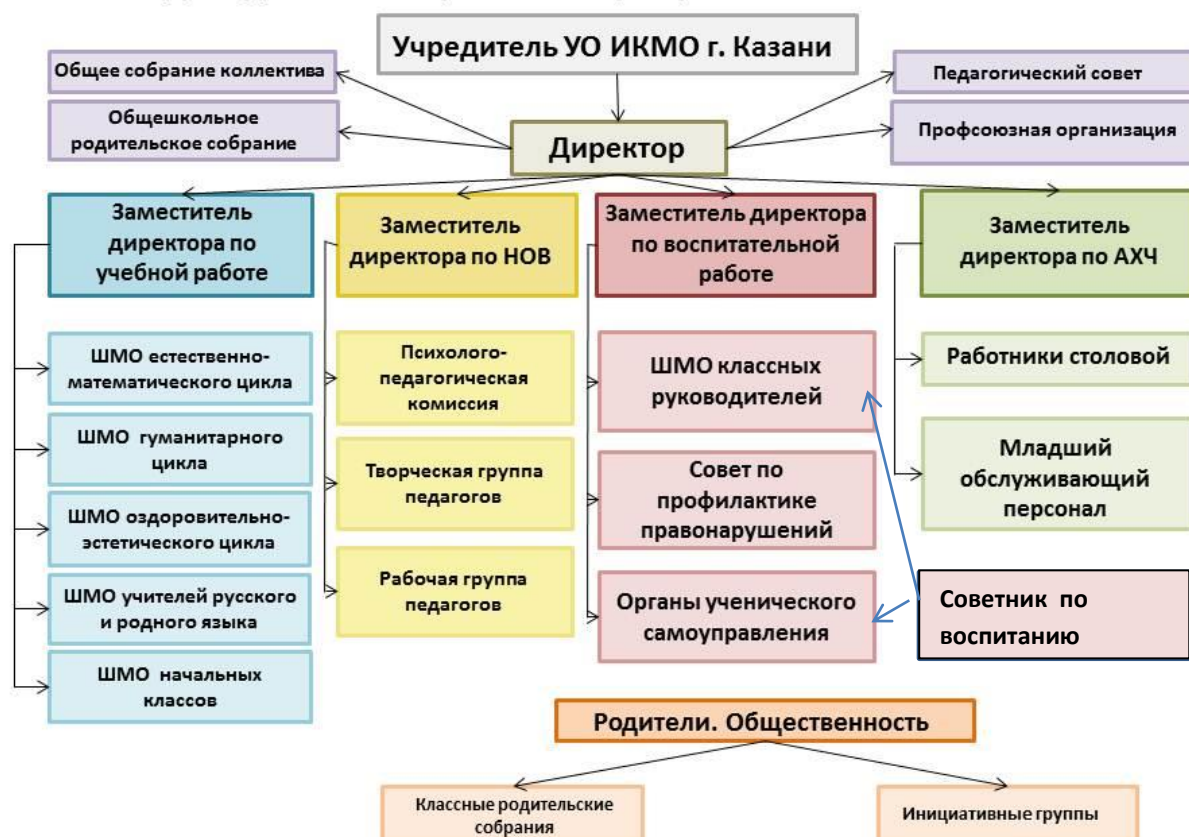 Учредитель УО ИКМО г. Казани
Общее собрание коллектива
Педагогический совет
Общешкольное
родительское собрание
Директор
Профсоюзная организация
Заместитель
директора по
учебной работе
Заместитель
директора по НОВ
Заместитель директора
по воспитательной
работе
Заместитель
директора по АХЧ
ШМО естественно-
математического цикла
ШМО гуманитарного
цикла
ШМО оздоровительно-
эстетического цикла
ШМО учителей русского
и родного языка
ШМО начальных
классов
Психолого-
педагогическая
комиссия
Творческая группа
педагогов
Рабочая группа
педагогов
ШМО классных
руководителей
Совет по
профилактике
правонарушений
Органы ученического
самоуправления
Работники столовой
Младший
обслуживающий
персонал
Советник по
воспитанию
Родители. Общественность
Классные родительские
собрания
Инициативные группы